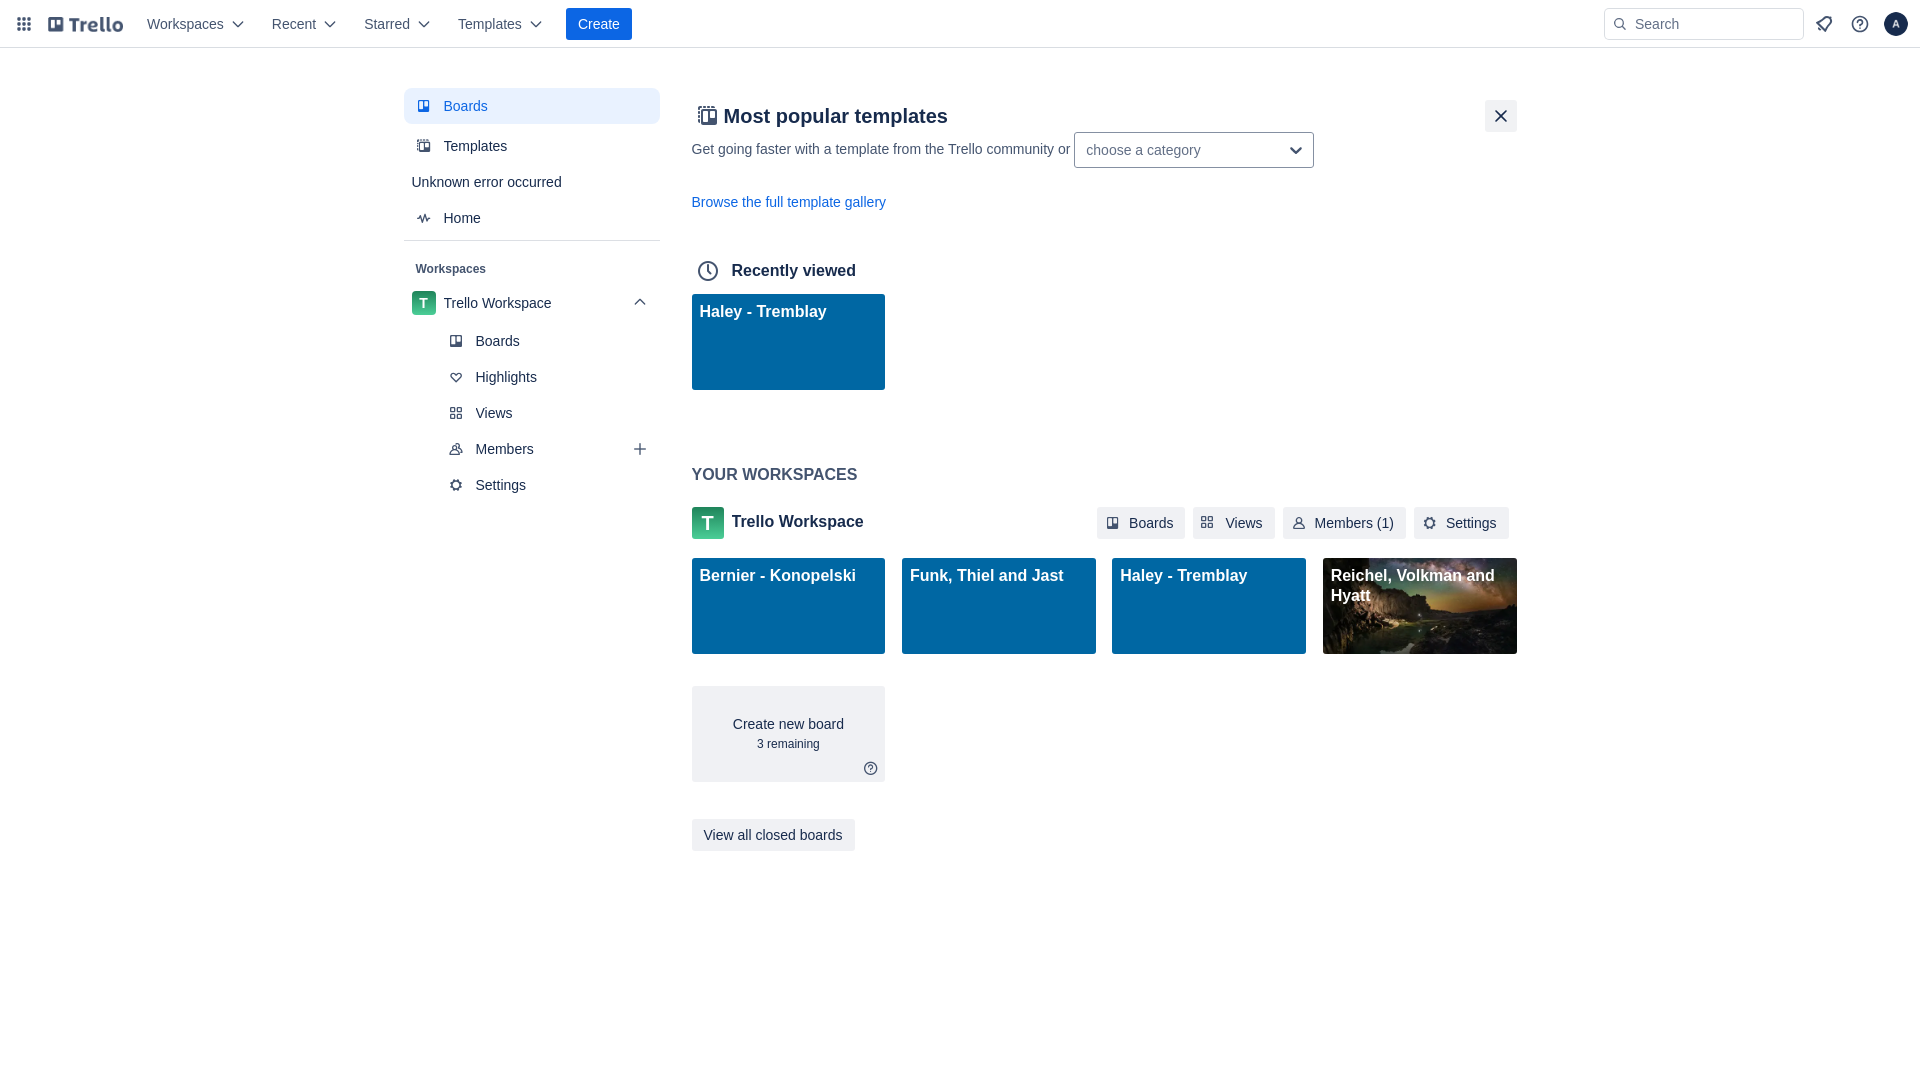 Trello
Workspaces
Recent
Starred
Templates
Create
Search
A
Boards
Templates
Unknown error occurred
Home
Workspaces
T
Trello Workspace
Boards
Highlights
Views
Members
Settings
Most popular templates
Get going faster with a template from the Trello community or
choose a category
Browse the full template gallery
Recently viewed
Haley - Tremblay
YOUR WORKSPACES
T
Trello Workspace
Boards
Views
Members (1)
Settings
Bernier - Konopelski
Funk, Thiel and Jast
Haley - Tremblay
Reichel, Volkman and
Hyatt
Create new board
3 remaining
View all closed boards